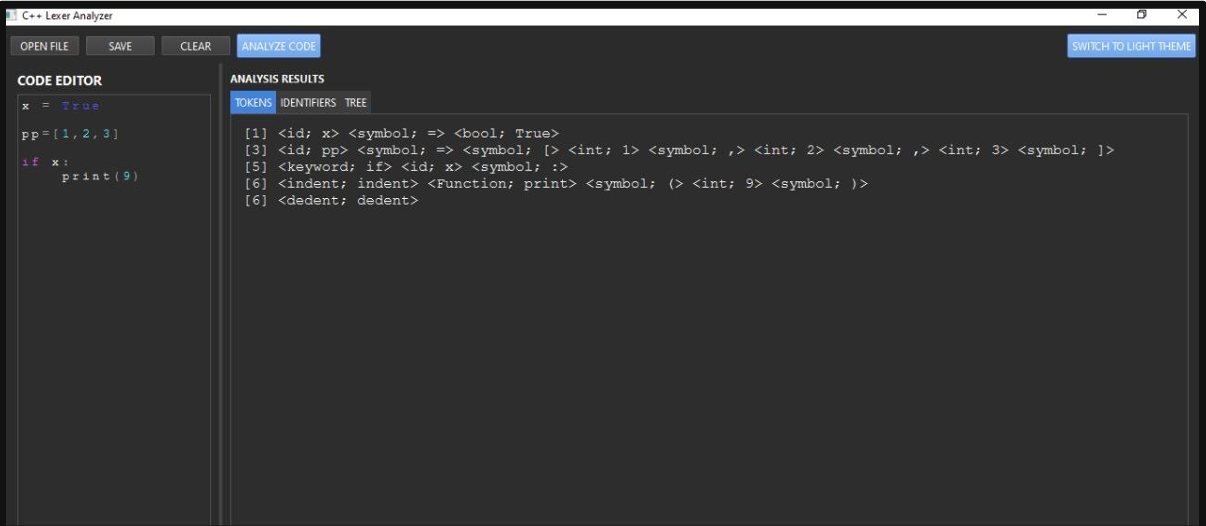 C++ Lexer Analyzer
OPEN FILE SAVE CLEAR ANALYZE CODE SWITCH TO LIGHT THEME
CODE EDITOR
x = True
pp=[1,2,3]
if x:
print(9)
ANALYSIS RESULTS
TOKENS IDENTIFIERS TREE
[1] <id; x> <symbol; => <bool; True>
[3] <id; pp> <symbol; => <symbol; [> <int; 1> <symbol; ,> <int; 2> <symbol; ,> <int; 3> <symbol; ]>
[5] <keyword; if> <id; x> <symbol; :>
[6] <indent; indent> <Function; print> <symbol; (> <int; 9> <symbol; )>
[6] <dedent; dedent>